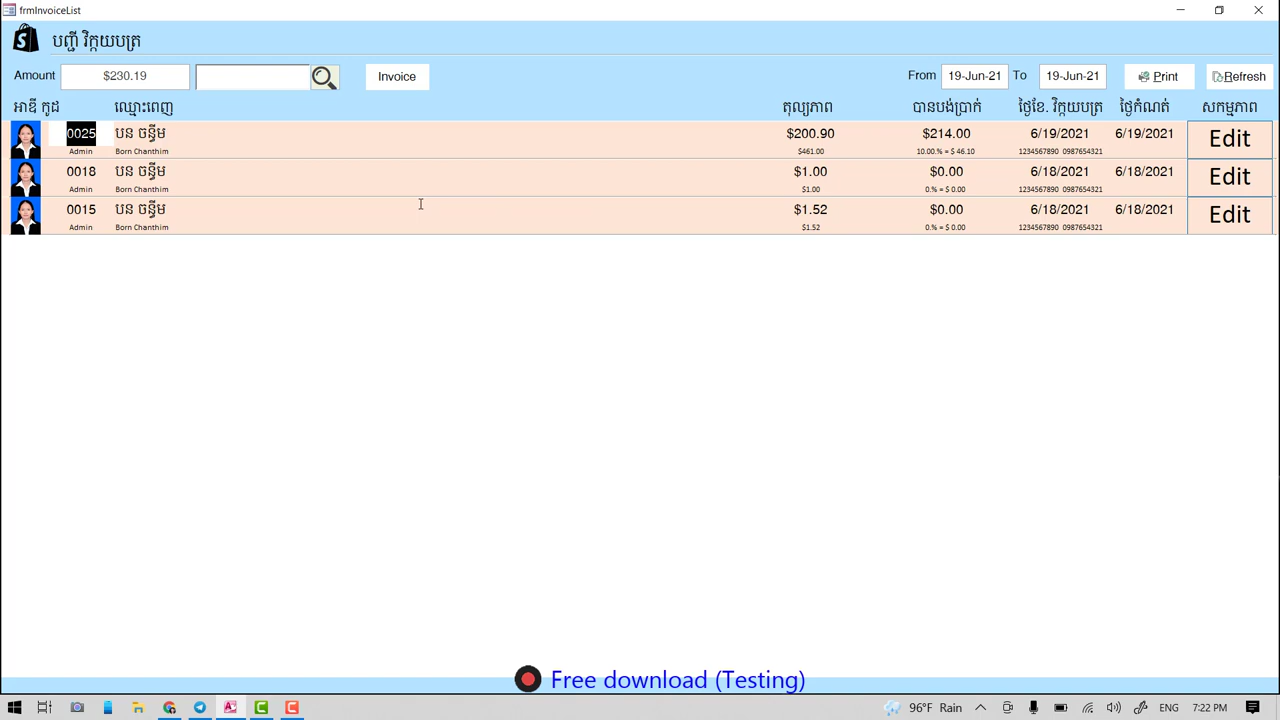 frmInvoiceList
បញ្ជី វិក្កយបត្រ
Amount $230.19 Invoice From 19-Jun-21 To 19-Jun-21 Print Refresh
អាឌី កូដ ឈ្មោះពេញ តុល្យភាព បានបង់ប្រាក់ ថ្ងៃខែ. វិក្កយបត្រ ថ្ងៃកំណត់ សកម្មភាព
0025 បន ចន្ធីម $200.90 $214.00 6/19/2021 6/19/2021 Edit
Admin Born Chanthim $461.00 10.00.% = $ 46.10 1234567890 0987654321
0018 បន ចន្ធីម $1.00 $0.00 6/18/2021 6/18/2021 Edit
Admin Born Chanthim $1.00 0.% = $ 0.00 1234567890 0987654321
0015 បន ចន្ធីម $1.52 $0.00 6/18/2021 6/18/2021 Edit
Admin Born Chanthim $1.52 0.% = $ 0.00 1234567890 0987654321
Free download (Testing)
96°F Rain ENG 7:22 PM